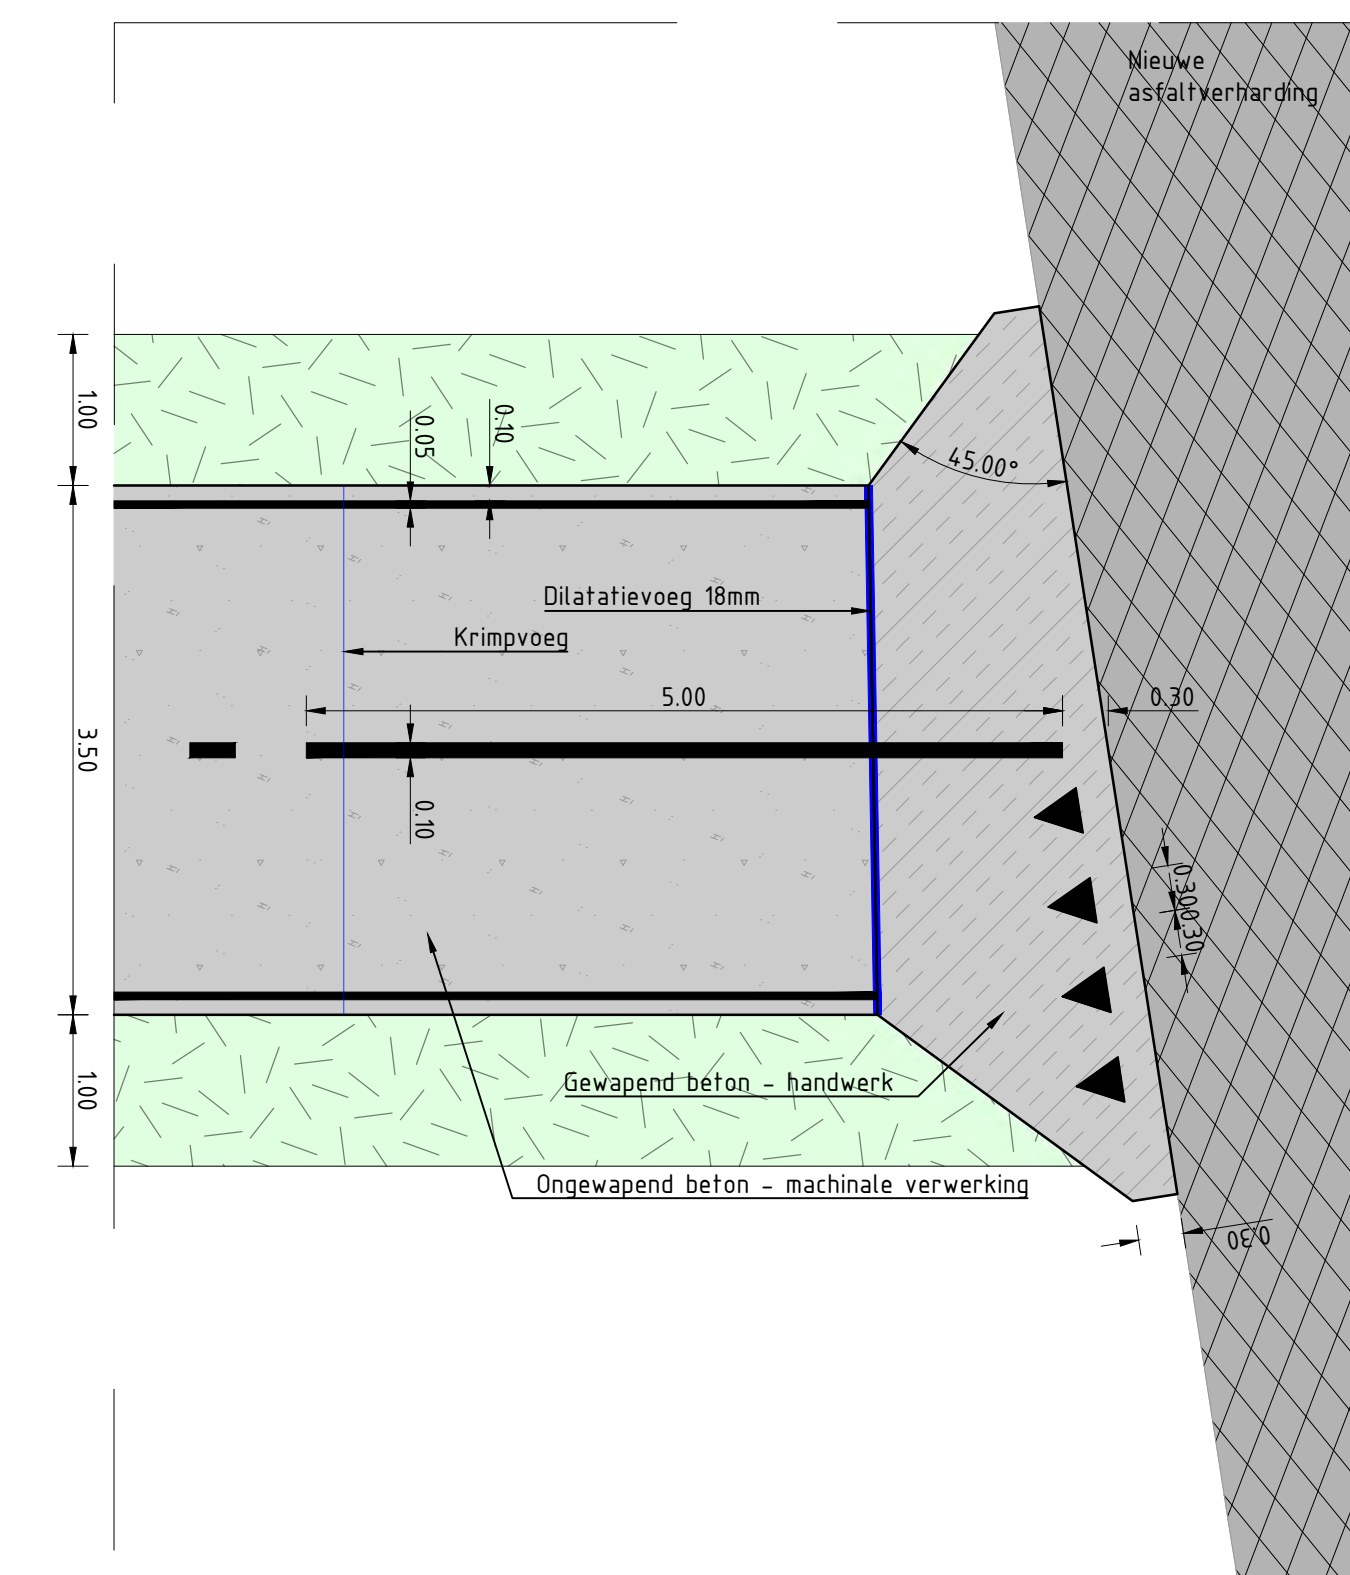 Nieuwe
asfaltverharding
1.00
0.05
0.10
45.00°
Dilatatievoeg 18mm
Krimpvoeg
5.00
0.30
3.50
0.10
0.30
0.30
1.00
Gewapend beton - handwerk
Ongewapend beton - machinale verwerking
0.30